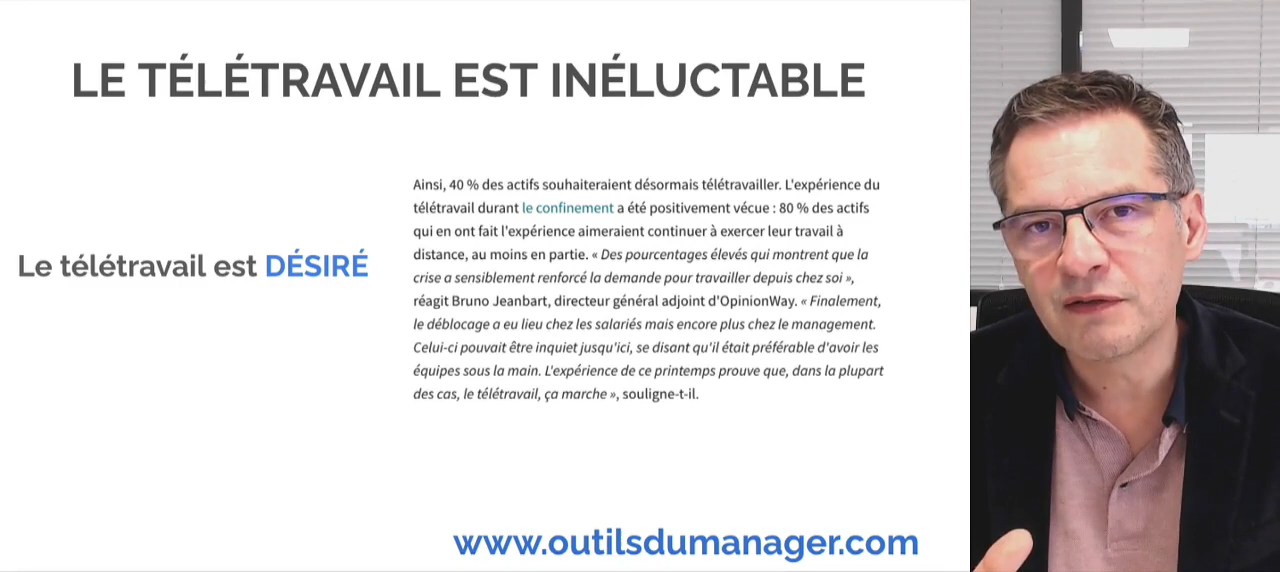 LE TÉLÉTRAVAIL EST INÉLUCTABLE
Le télétravail est DÉSIRÉ
Ainsi, 40 % des actifs souhaiteraient désormais télétravailler. L'expérience du
télétravail durant le confinement a été positivement vécue : 80 % des actifs
qui en ont fait l'expérience aimeraient continuer à exercer leur travail à
distance, au moins en partie. « Des pourcentages élevés qui montrent que la
crise a sensiblement renforcé la demande pour travailler depuis chez soi »,
réagit Bruno Jeanbart, directeur général adjoint d'OpinionWay. « Finalement,
le déblocage a eu lieu chez les salariés mais encore plus chez le management.
Celui-ci pouvait être inquiet jusqu'ici, se disant qu'il était préférable d'avoir les
équipes sous la main. L'expérience de ce printemps prouve que, dans la plupart
des cas, le télétravail, ça marche », souligne-t-il.
www.outilsdumanager.com